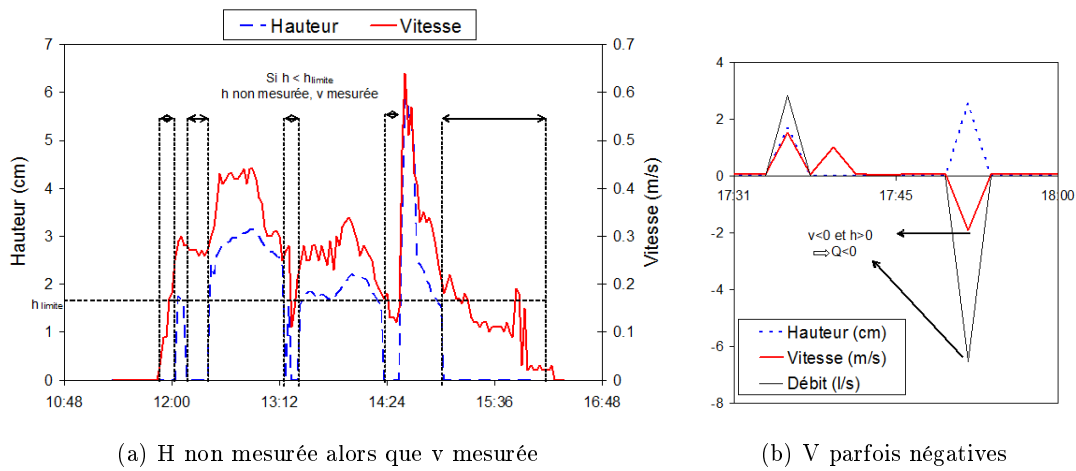 Hauteur Vitesse
7
6
5
4
3
2
1
0
Hauteur (cm)
h limite
Si h < h limite
h non mesurée, v mesurée
0.7
0.6
0.5
0.4
0.3
0.2
0.1
0
Vitesse (m/s)
10:48 12:00 13:12 14:24 15:36 16:48
(a) H non mesurée alors que v mesurée
4
2
0
-2
-4
-6
-8
17:31 17:45 18:00
v<0 et h>0
⇨Q<0
Hauteur (cm)
Vitesse (m/s)
Débit (l/s)
(b) V parfois négatives